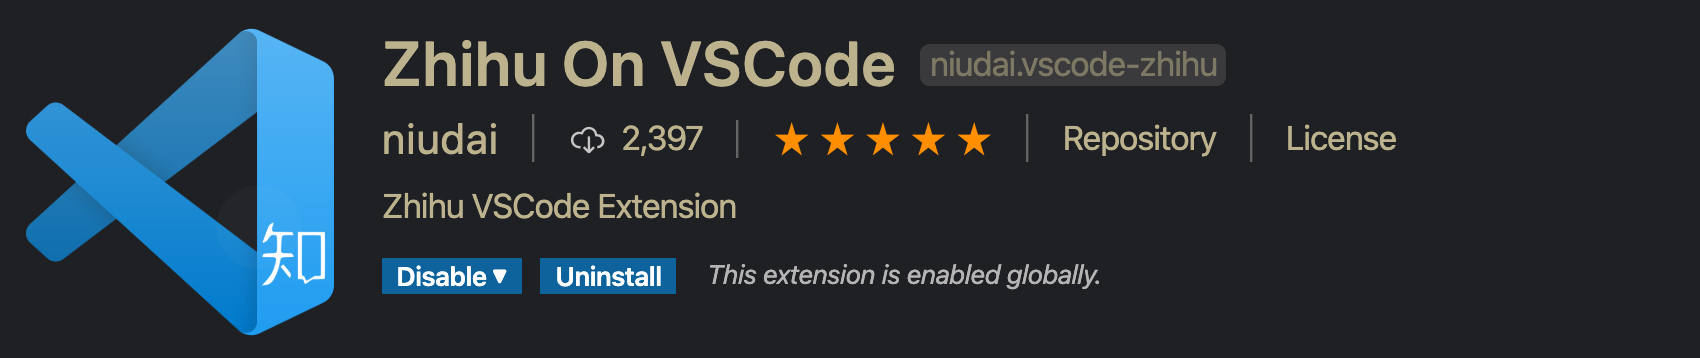 Zhihu On VSCode niudai.vscode-zhihu
niudai 2,397 Repository License
Zhihu VSCode Extension
知
Disable Uninstall This extension is enabled globally.